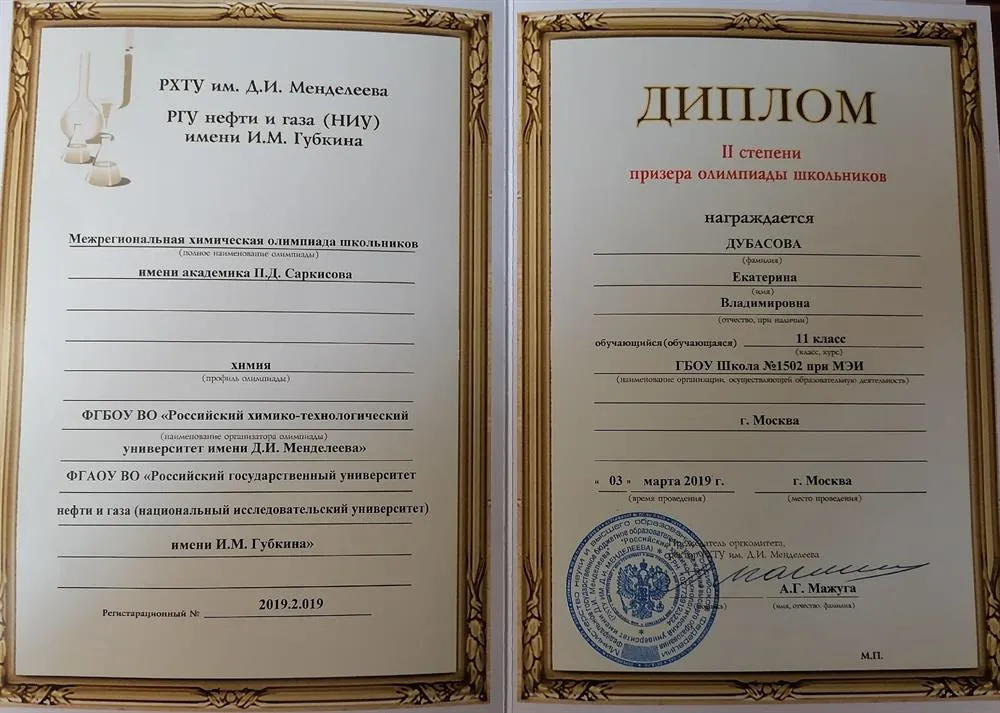 РХТУ им. Д.И. Менделеева
РГУ нефти и газа (НИУ)
имени И.М. Губкина
Межрегиональная химическая олимпиада школьников
(полное наименование олимпиады)
имени академика П.Д. Саркисова
химия
(профиль олимпиады)
ФГБОУ ВО «Российский химико-технологический
(наименование организатора олимпиады)
университет имени Д.И. Менделеева»
ФГАОУ ВО «Российский государственный университет
нефти и газа (национальный исследовательский университет)
имени И.М. Губкина»
Регистарационный № 2019.2.019
ДИПЛОМ
II степени
призера олимпиады школьников
награждается
ДУБАСОВА
(фамилия)
Екатерина
(имя)
Владимировна
(отчество, при наличии)
обучающийся (обучающаяся) 11 класс
(класс, курс)
ГБОУ Школа №1502 при МЭИ
(наименование организации, осуществляющей образовательную деятельность)
г. Москва
« 03 » марта 2019 г. г. Москва
(время проведения) (место проведения)
Председатель оргкомитета,
ректор РХТУ им. Д.И. Менделеева
А.Г. Мажуга
(подпись) (имя, отчество, фамилия)
М.П.